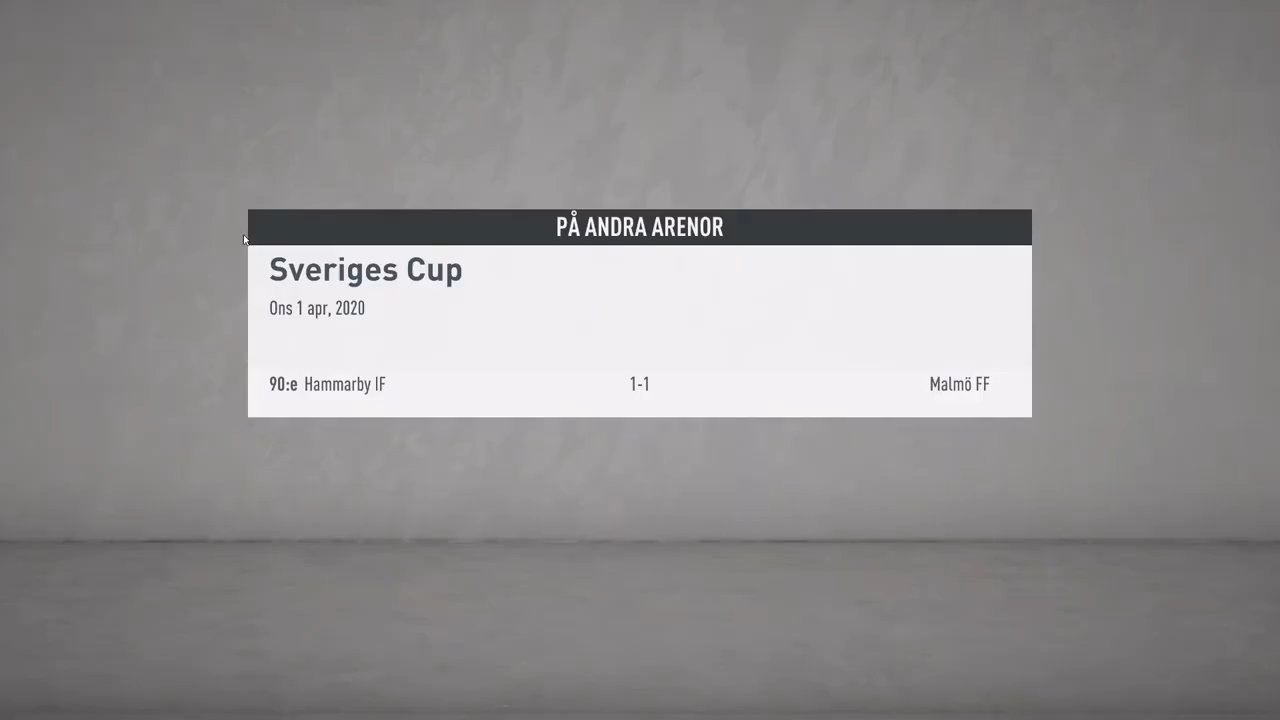 PÅ ANDRA ARENOR
Sveriges Cup
Ons 1 apr, 2020
90:e Hammarby IF 1-1 Malmö FF